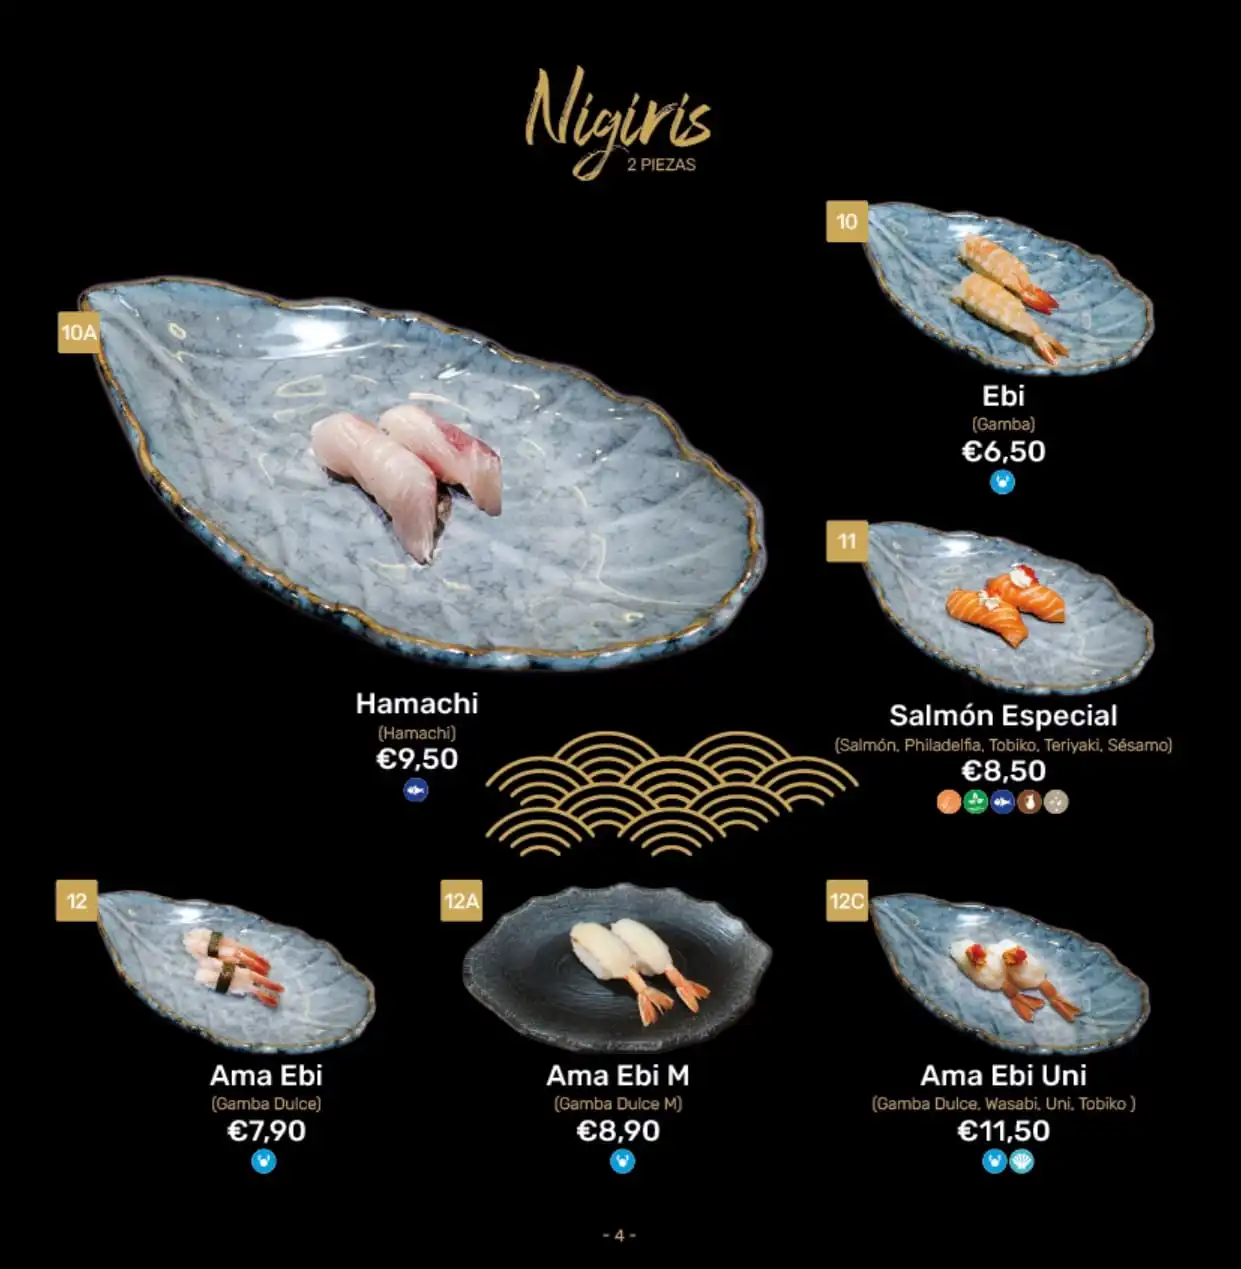 Nigiris
2 PIEZAS
10
Ebi
(Gamba)
€6,50
10A
Hamachi
(Hamachi)
€9,50
11
Salmón Especial
(Salmón, Philadelfia, Tobiko, Teriyaki, Sésamo)
€8,50
12
Ama Ebi
(Gamba Dulce)
€7,90
12A
Ama Ebi M
(Gamba Dulce M)
€8,90
12C
Ama Ebi Uni
(Gamba Dulce, Wasabi, Uni, Tobiko )
€11,50
- 4 -